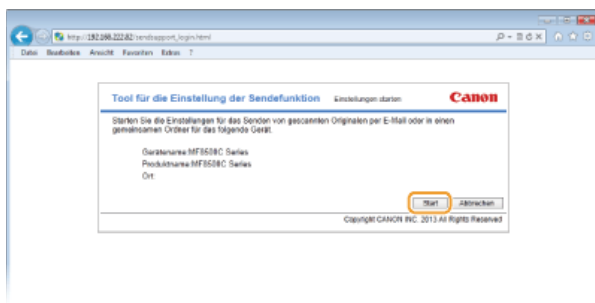 http://192.168.222.82/sendsupport_login.html
Datei Bearbeiten Ansicht Favoriten Extras ?
Tool für die Einstellung der Sendefunktion Einstellungen starten Canon
Starten Sie die Einstellungen für das Senden von gescannten Originalen per E-Mail oder in einen
gemeinsamen Ordner für das folgende Gerät.
Gerätename:MF8500C Series
Produktname:MF8500C Series
Ort:
Start Abbrechen
Copyright CANON INC. 2013 All Rights Reserved